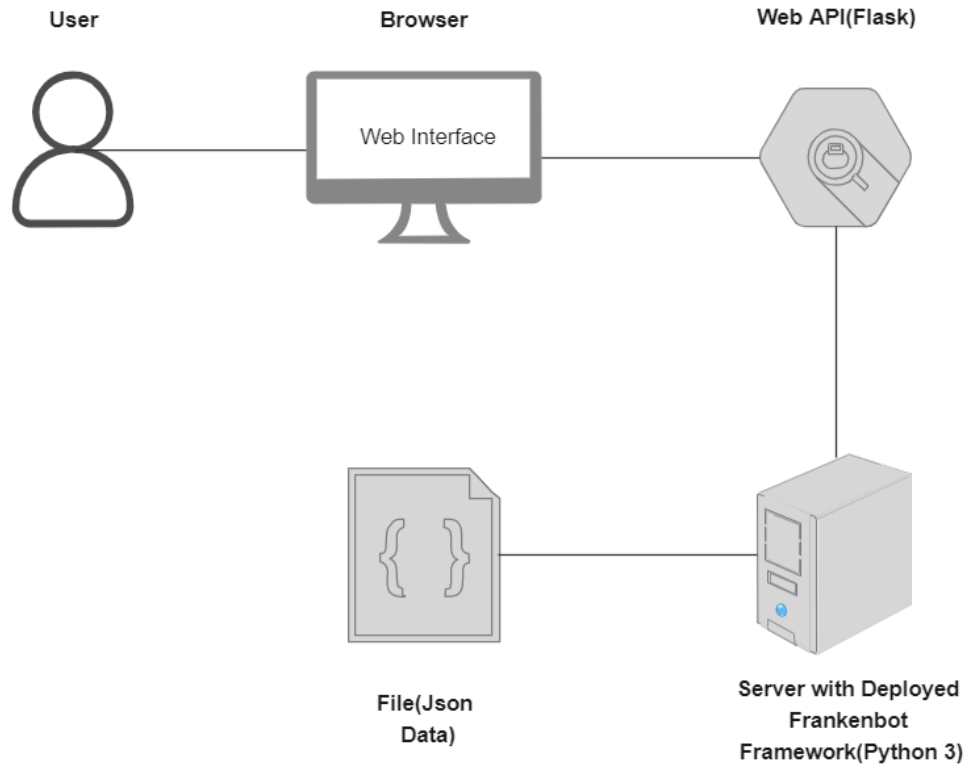 User
Browser
Web API(Flask)
Web Interface
File(Json
Data)
Server with Deployed
Frankenbot
Framework(Python 3)